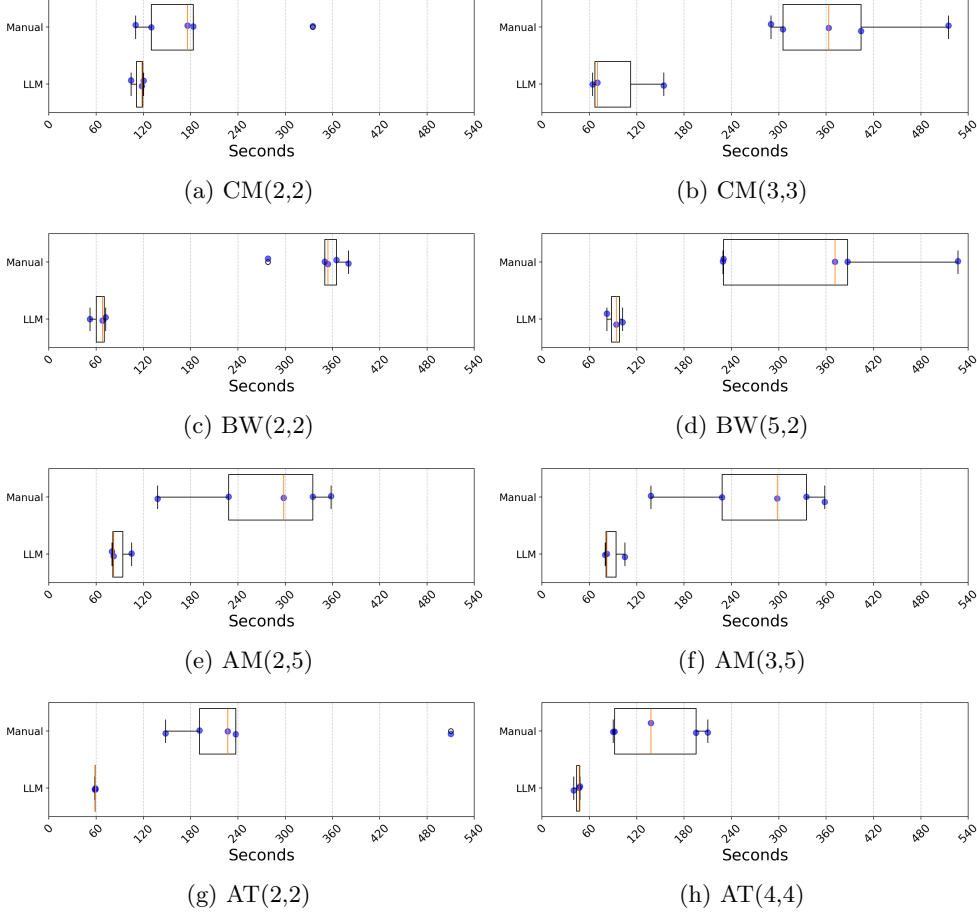 Manual
LLM
0 60 120 180 240 300 360 420 480 540
Seconds
(a) CM(2,2)
Manual
LLM
0 60 120 180 240 300 360 420 480 540
Seconds
(b) CM(3,3)
Manual
LLM
0 60 120 180 240 300 360 420 480 540
Seconds
(c) BW(2,2)
Manual
LLM
0 60 120 180 240 300 360 420 480 540
Seconds
(d) BW(5,2)
Manual
LLM
0 60 120 180 240 300 360 420 480 540
Seconds
(e) AM(2,5)
Manual
LLM
0 60 120 180 240 300 360 420 480 540
Seconds
(f) AM(3,5)
Manual
LLM
0 60 120 180 240 300 360 420 480 540
Seconds
(g) AT(2,2)
Manual
LLM
0 60 120 180 240 300 360 420 480 540
Seconds
(h) AT(4,4)